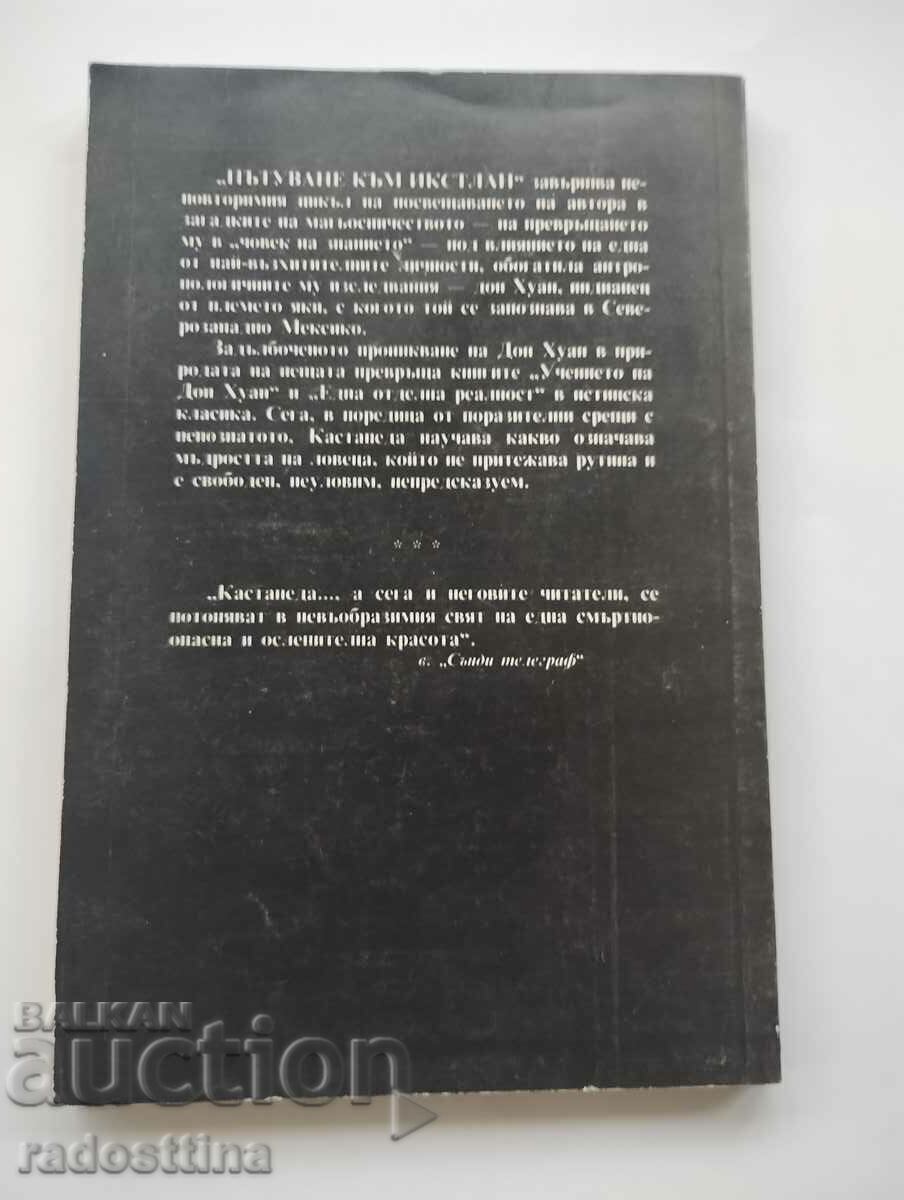 „ПЪТУВАНЕ КЪМ ИКСТЛАН“ завършва не-
повторимия цикъл на посвещаването на автора в
загадките на магьосничеството — на превръщането
му в „човек на знанието“ — под влиянието на една
от най-възхитителните личности, обогатила антро-
пологичните му изследвания — дон Хуан, индианец
от племето яки, с когото той се запознава в Севе-
розападно Мексико.
Задълбоченото проникване на Дон Хуан в при-
родата на нещата превръща книгите „Учението на
Дон Хуан“ и „Една отделна реалност“ в истинска
класика. Сега, в поредица от поразителни срещи с
непознатото, Кастанеда научава какво означава
мъдростта на ловеца, който не притежава рутина и
е свободен, неуловим, непредсказуем.
* * *
„Кастанеда..., а сега и неговите читатели, се
потопяват в невъобразимия свят на една смъртно-
опасна и ослепителна красота“.
в. „Сънди телеграф“
BALKAN
auction
radosttina